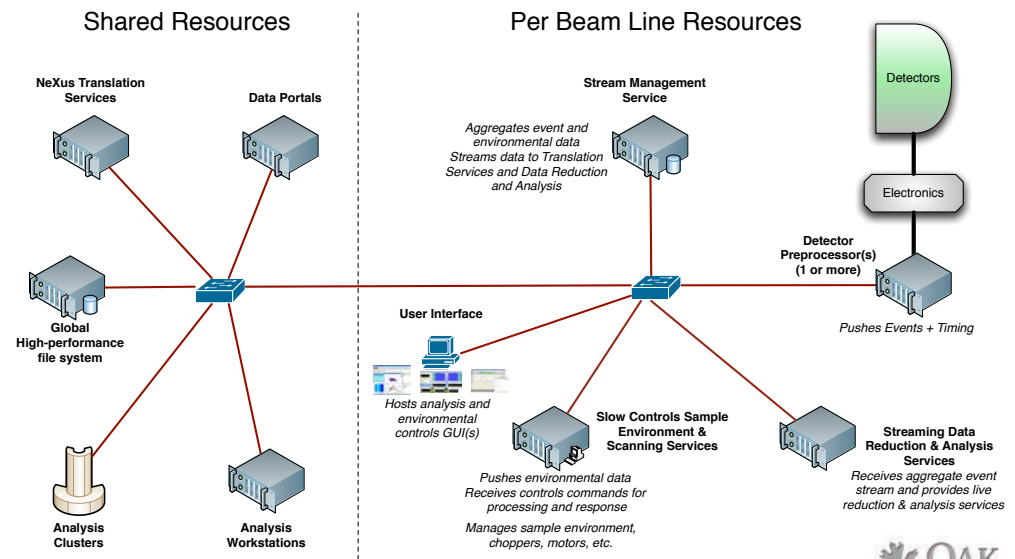 Shared Resources
Per Beam Line Resources
NeXus Translation
Services
Data Portals
Global
High-performance
file system
Analysis
Clusters
Analysis
Workstations
Stream Management
Service
Aggregates event and
environmental data
Streams data to Translation
Services and Data Reduction
and Analysis
Detectors
Electronics
Detector
Preprocessor(s)
(1 or more)
Pushes Events + Timing
User Interface
Hosts analysis and
environmental
controls GUI(s)
Slow Controls Sample
Environment &
Scanning Services
Pushes environmental data
Receives controls commands for
processing and response
Manages sample environment,
choppers, motors, etc.
Streaming Data
Reduction & Analysis
Services
Receives aggregate event
stream and provides live
reduction & analysis services
OAK